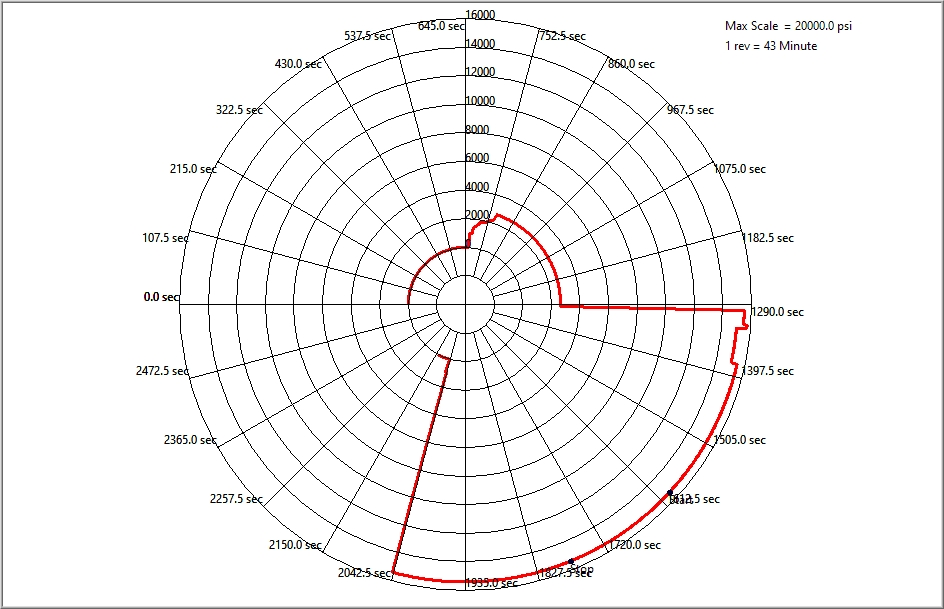 Max Scale = 20000.0 psi
1 rev = 43 Minute
16000
14000
12000
10000
8000
6000
4000
2000
0.0 sec
107.5 sec
215.0 sec
322.5 sec
430.0 sec
537.5 sec
645.0 sec
752.5 sec
860.0 sec
967.5 sec
1075.0 sec
1182.5 sec
1290.0 sec
1397.5 sec
1505.0 sec
1612.5 sec
Start
1720.0 sec
1827.5 sec
Stop
1935.0 sec
2042.5 sec
2150.0 sec
2257.5 sec
2365.0 sec
2472.5 sec